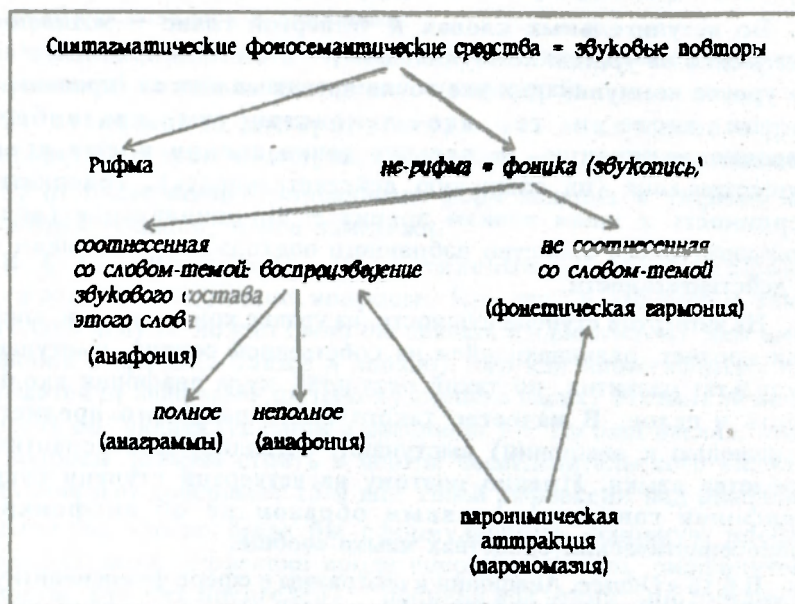 Синтагматические фоносемантические средства = звуковые повторы
Рифма не-рифма = фоника (звукопись,
соотнесенная
со словом-темой: воспроизведение
звукового состава
этого слова
(анафония)
не соотнесенная
со словом-темой
(фонетическая гармония)
полное неполное
(анаграммы) (анафония)
паронимическая
аттракция
(парономазия)